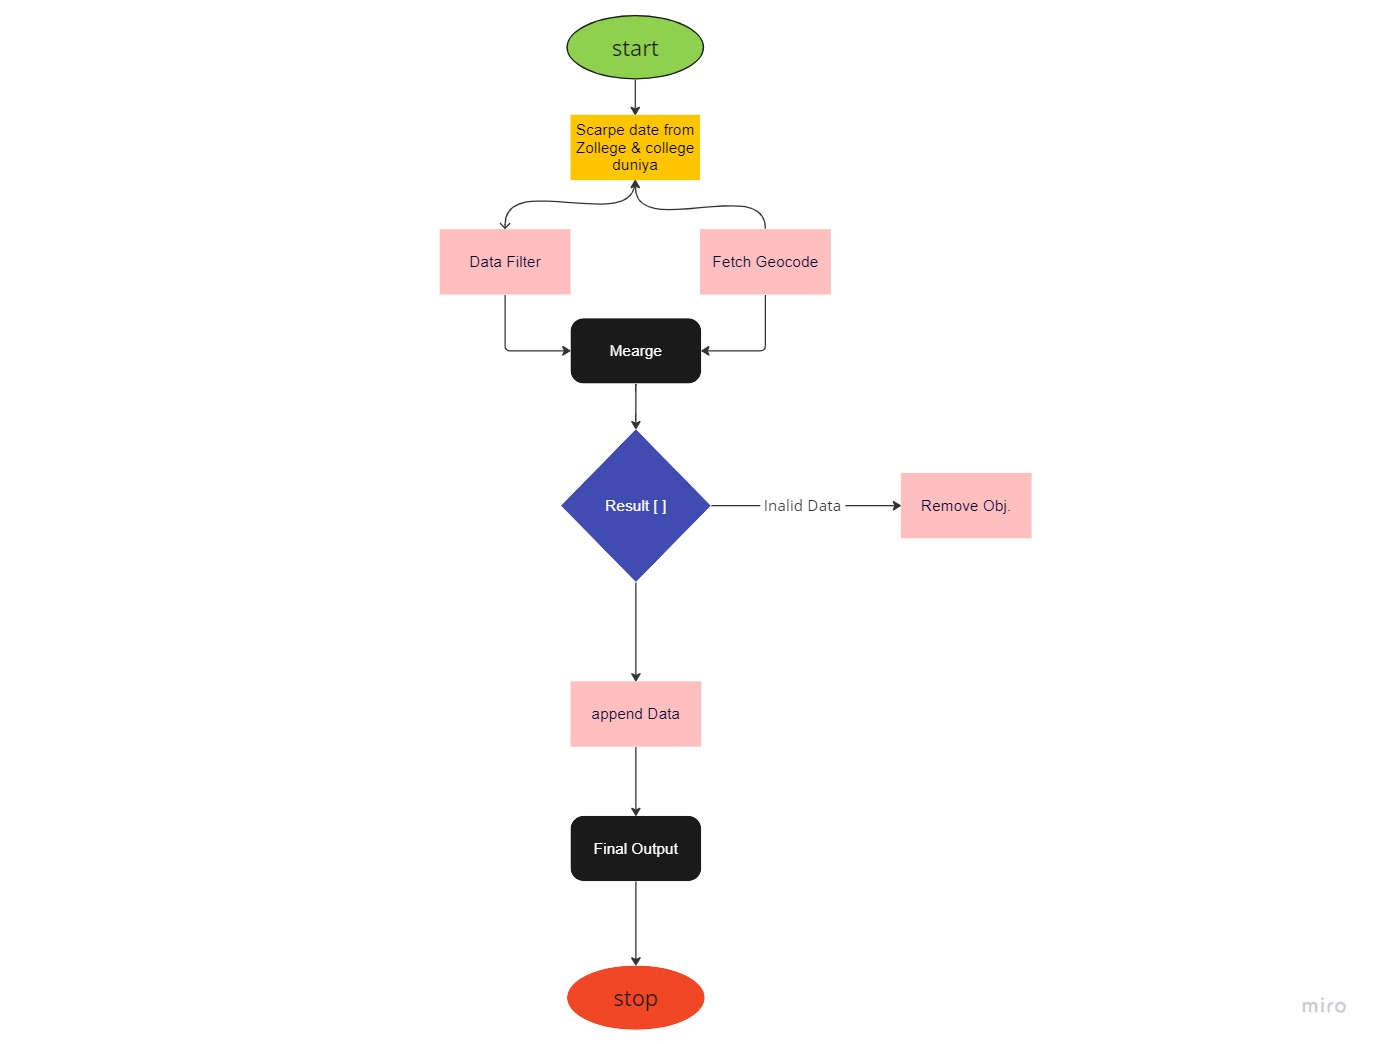 start
Scarpe date from
Zollege & college
duniya
Data Filter
Fetch Geocode
Mearge
Result [ ]
Inalid Data
Remove Obj.
append Data
Final Output
stop
miro